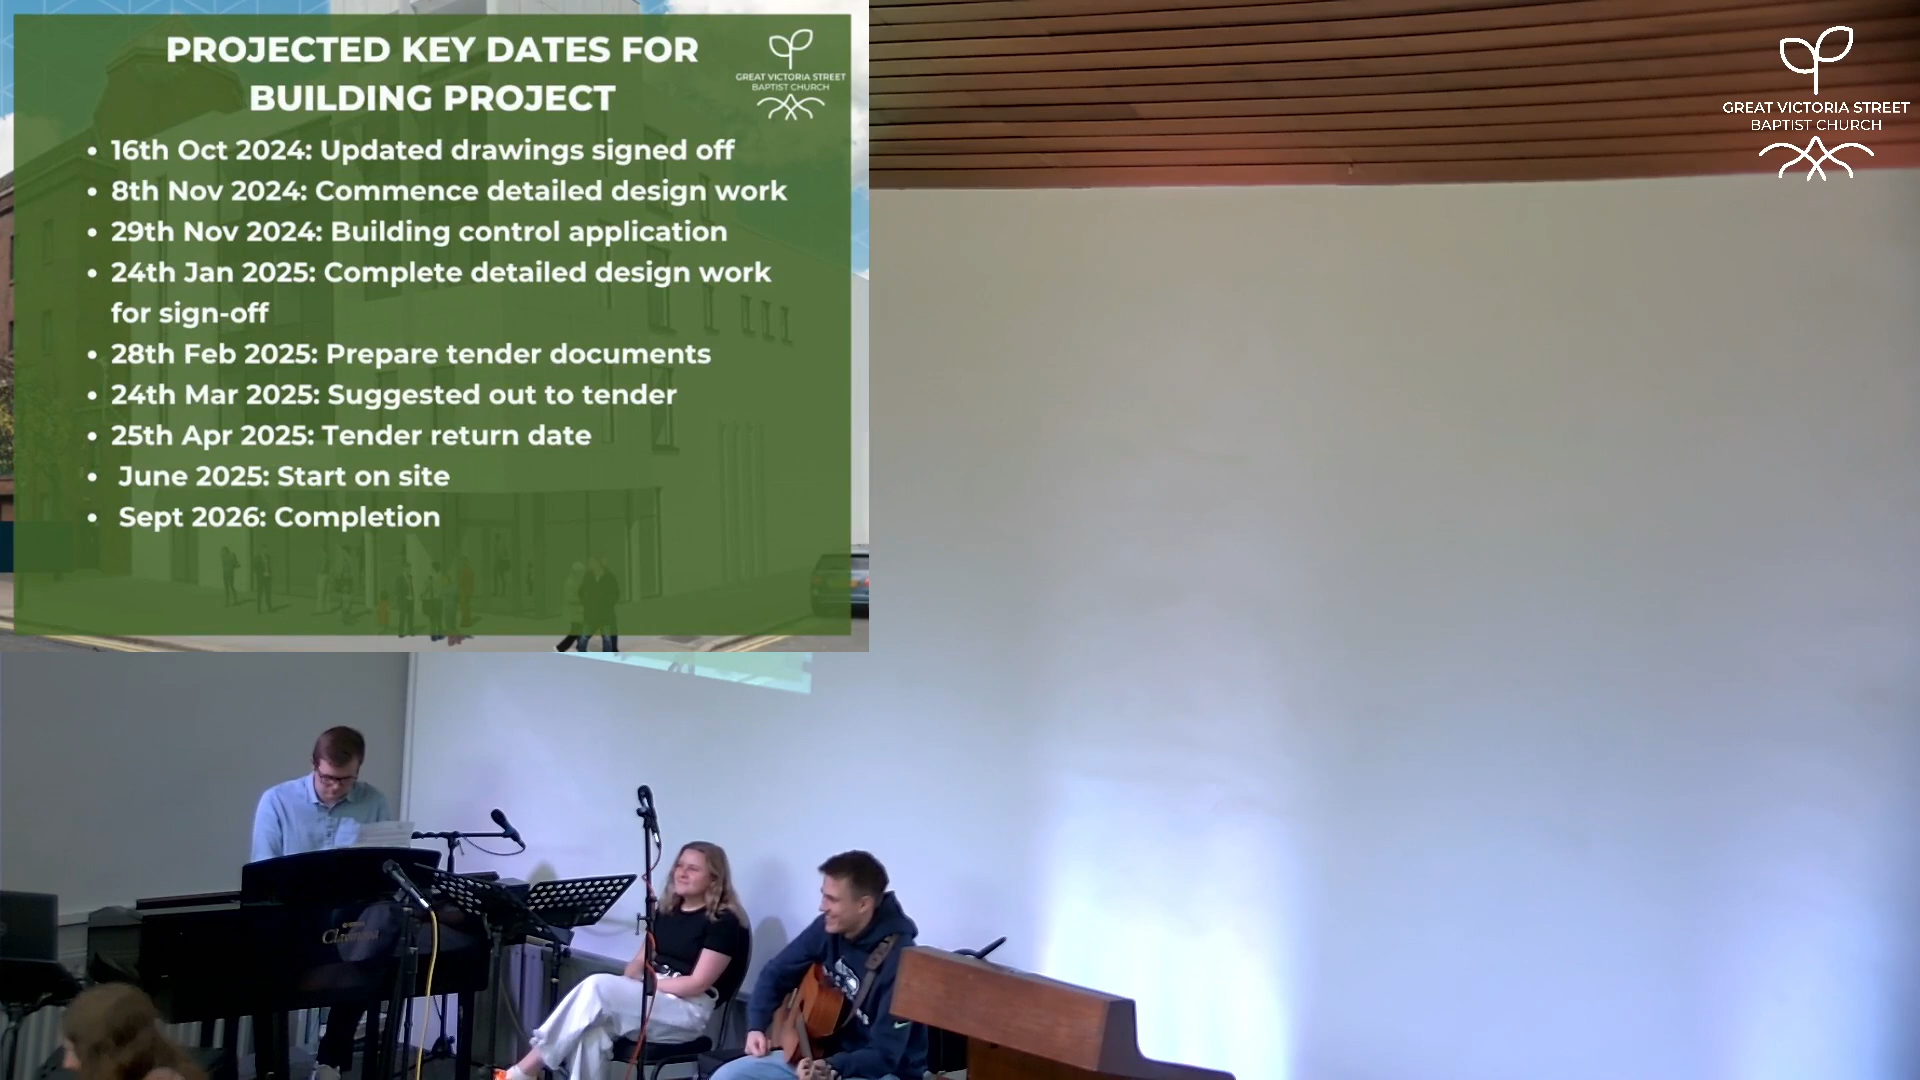 PROJECTED KEY DATES FOR
BUILDING PROJECT
GREAT VICTORIA STREET
BAPTIST CHURCH
• 16th Oct 2024: Updated drawings signed off
• 8th Nov 2024: Commence detailed design work
• 29th Nov 2024: Building control application
• 24th Jan 2025: Complete detailed design work
for sign-off
• 28th Feb 2025: Prepare tender documents
• 24th Mar 2025: Suggested out to tender
• 25th Apr 2025: Tender return date
• June 2025: Start on site
• Sept 2026: Completion
GREAT VICTORIA STREET
BAPTIST CHURCH
Clavinova